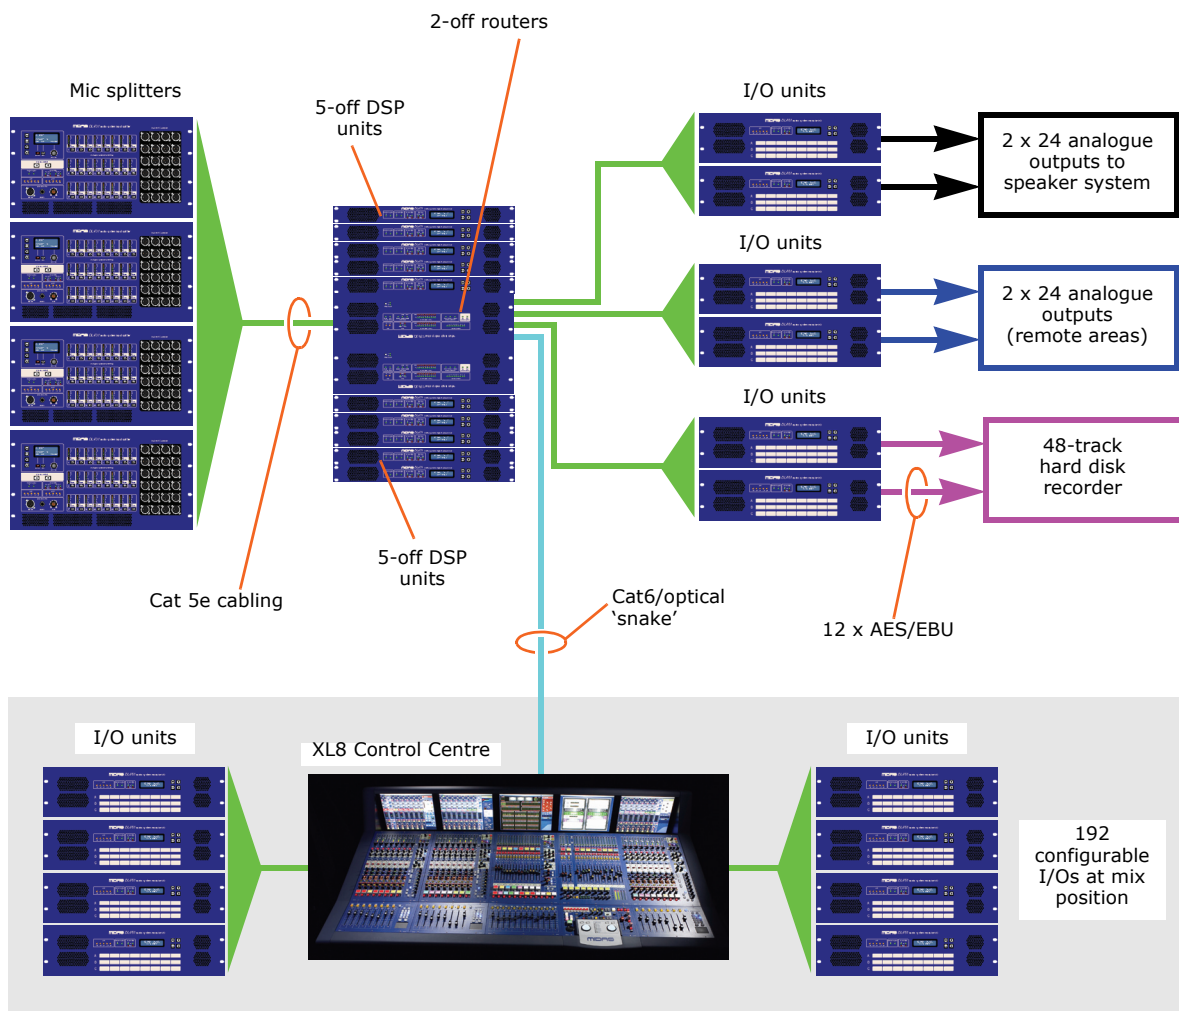 2-off routers
Mic splitters
5-off DSP
units
I/O units
2 x 24 analogue
outputs to
speaker system
I/O units
2 x 24 analogue
outputs
(remote areas)
I/O units
48-track
hard disk
recorder
5-off DSP
units
Cat 5e cabling
Cat6/optical
‘snake’
12 x AES/EBU
I/O units
XL8 Control Centre
I/O units
192
configurable
I/Os at mix
position
MIDAS